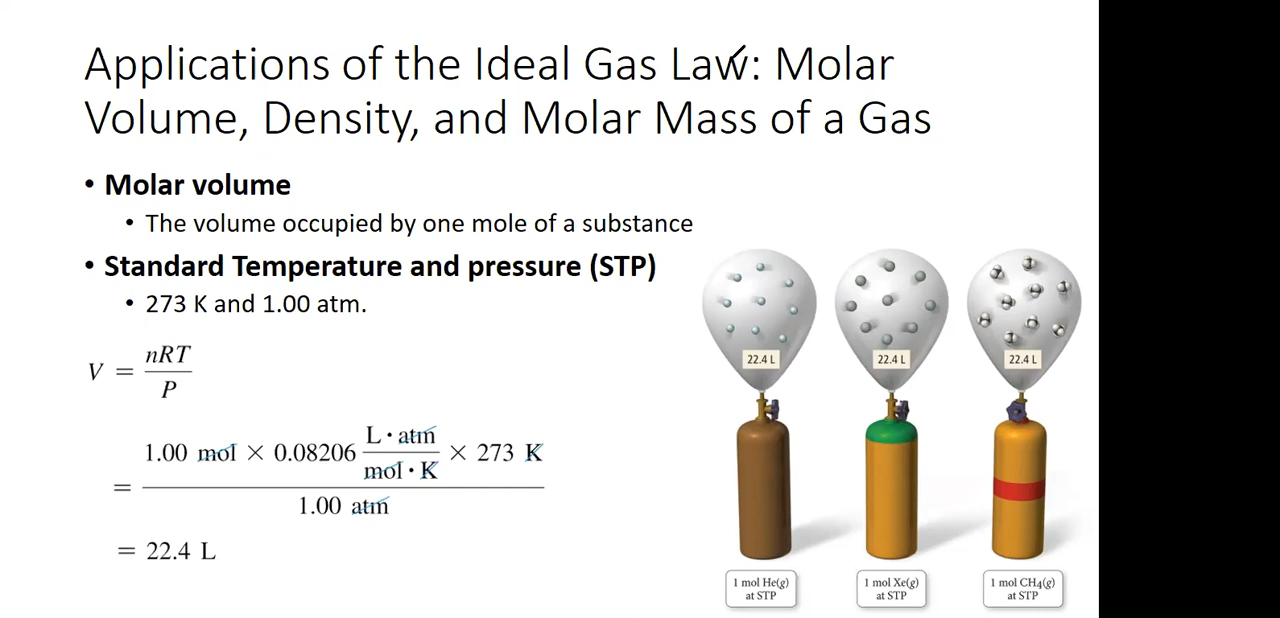 Applications of the Ideal Gas Law: Molar
Volume, Density, and Molar Mass of a Gas
• Molar volume
• The volume occupied by one mole of a substance
• Standard Temperature and pressure (STP)
• 273 K and 1.00 atm.
V = nRT / P
= 1.00 mol × 0.08206 L · atm / mol · K × 273 K / 1.00 atm
= 22.4 L
22.4 L
22.4 L
22.4 L
1 mol He(g)
at STP
1 mol Xe(g)
at STP
1 mol CH4(g)
at STP